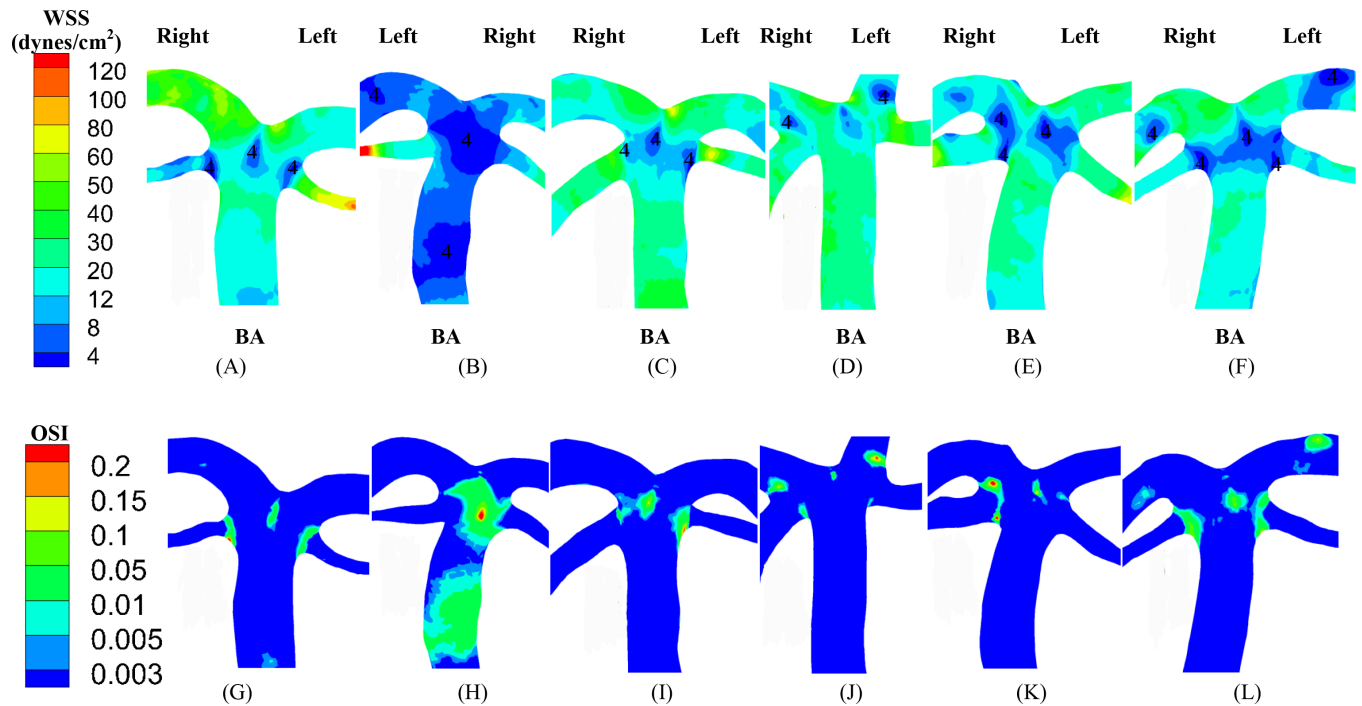 WSS
(dynes/cm²)
120
100
80
60
50
40
30
20
12
8
4
Right Left Left Right Right Left Right Left Right Left Right Left
4 4 4
4 4 4
4 4 4
4 4
4 4 4
4 4 4 4 4
BA BA BA BA BA BA
(A) (B) (C) (D) (E) (F)
OSI
0.2
0.15
0.1
0.05
0.01
0.005
0.003
(G) (H) (I) (J) (K) (L)